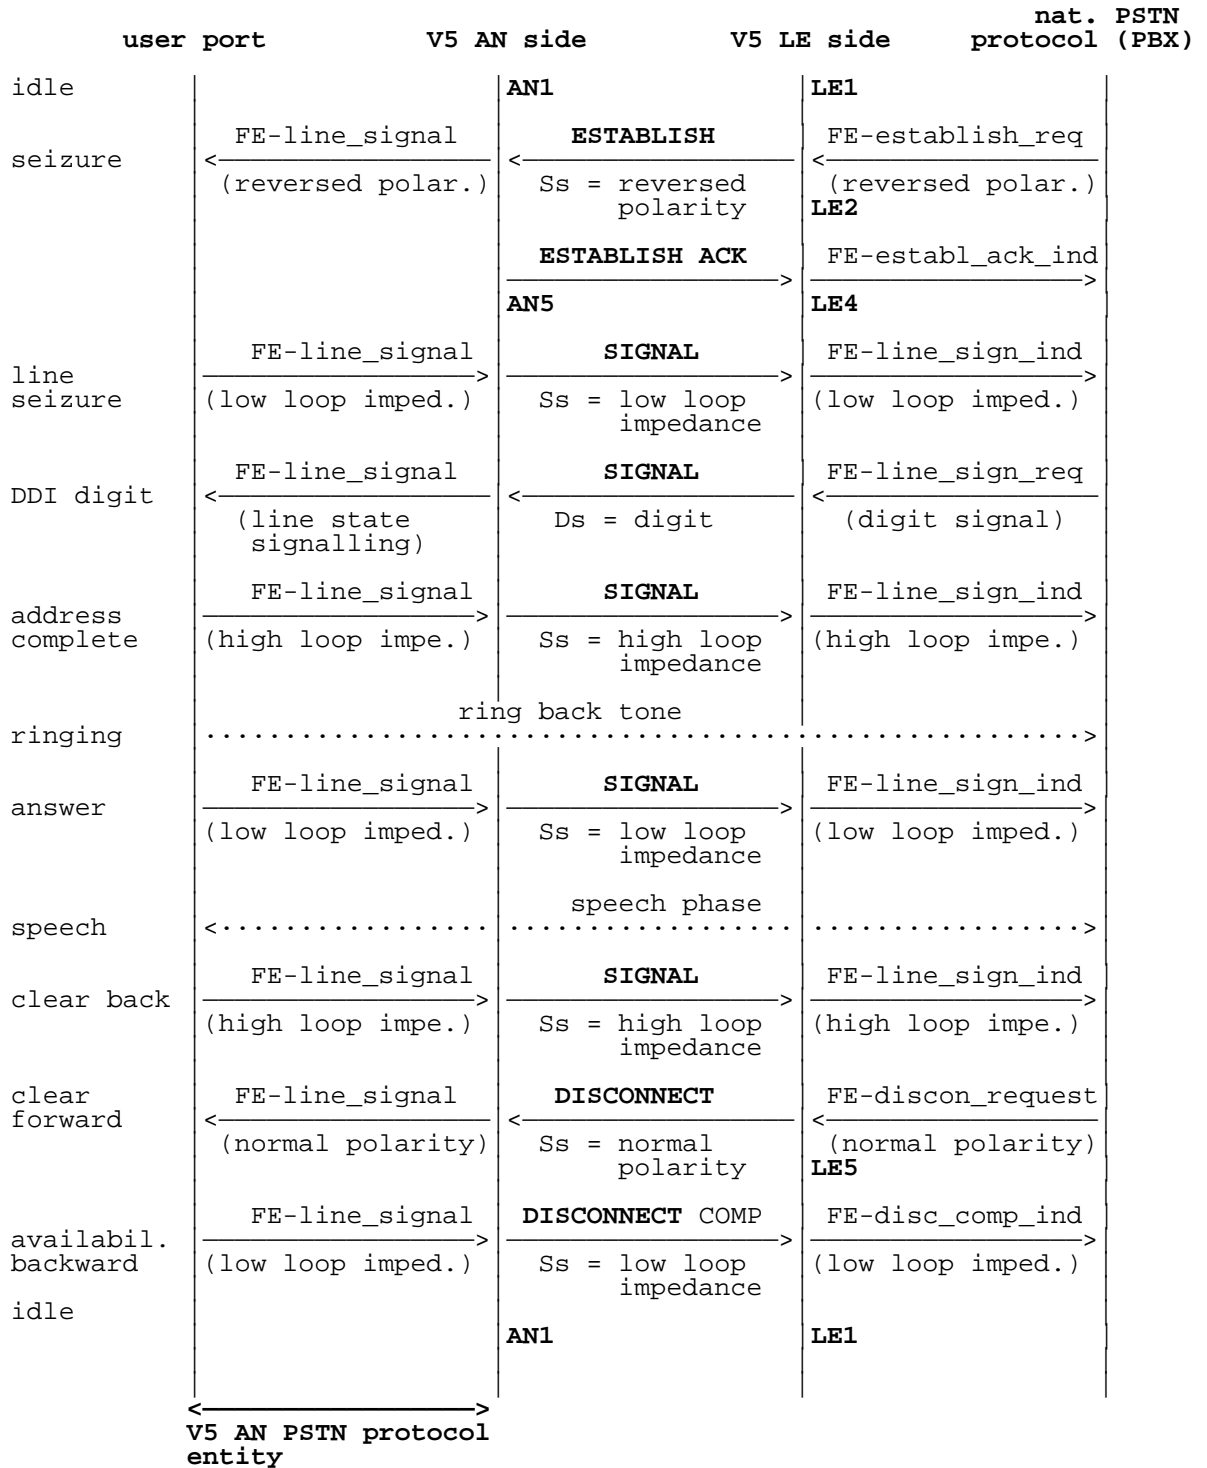 nat. PSTN
user port V5 AN side V5 LE side protocol (PBX)
idle AN1 LE1
FE-line_signal ESTABLISH FE-establish_req
seizure
(reversed polar.) Ss = reversed (reversed polar.)
polarity LE2
ESTABLISH ACK FE-establ_ack_ind
AN5 LE4
FE-line_signal SIGNAL FE-line_sign_ind
line
seizure (low loop imped.) Ss = low loop (low loop imped.)
impedance
FE-line_signal SIGNAL FE-line_sign_req
DDI digit
(line state Ds = digit (digit signal)
signalling)
FE-line_signal SIGNAL FE-line_sign_ind
address
complete (high loop impe.) Ss = high loop (high loop impe.)
impedance
ring back tone
ringing
FE-line_signal SIGNAL FE-line_sign_ind
answer
(low loop imped.) Ss = low loop (low loop imped.)
impedance
speech phase
speech
FE-line_signal SIGNAL FE-line_sign_ind
clear back
(high loop impe.) Ss = high loop (high loop impe.)
impedance
clear FE-line_signal DISCONNECT FE-discon_request
forward
(normal polarity) Ss = normal (normal polarity)
polarity LE5
FE-line_signal DISCONNECT COMP FE-disc_comp_ind
availabil.
backward (low loop imped.) Ss = low loop (low loop imped.)
impedance
idle
AN1 LE1
V5 AN PSTN protocol
entity